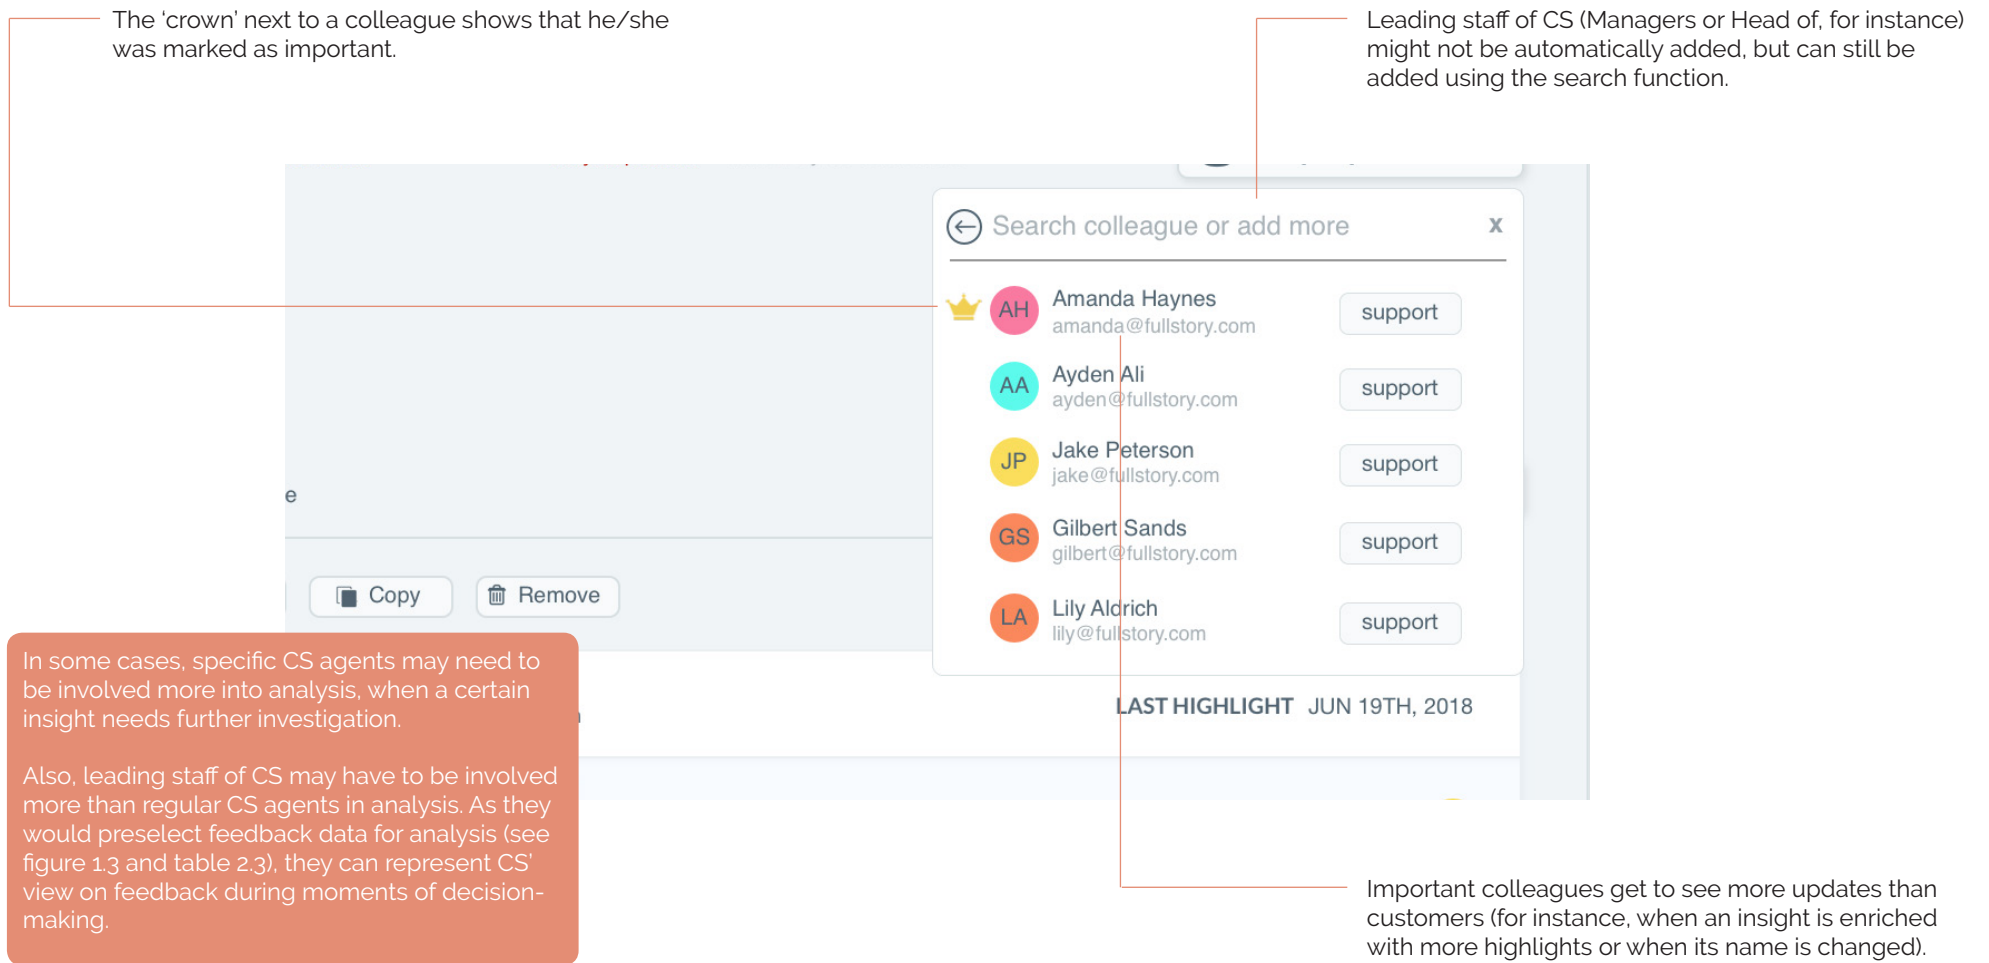 The ‘crown’ next to a colleague shows that he/she
was marked as important.
Leading staff of CS (Managers or Head of, for instance)
might not be automatically added, but can still be
added using the search function.
Search colleague or add more
x
AH
Amanda Haynes
support
amanda@fullstory.com
AA
Ayden Ali
support
ayden@fullstory.com
JP
Jake Peterson
support
jake@fullstory.com
e
GS
Gilbert Sands
support
gilbert@fullstory.com
Copy
Remove
LA
Lily Aldrich
support
lily@fullstory.com
In some cases, specific CS agents may need to
be involved more into analysis, when a certain
insight needs further investigation.
Also, leading staff of CS may have to be involved
more than regular CS agents in analysis. As they
would preselect feedback data for analysis (see
figure 1.3 and table 2.3), they can represent CS’
view on feedback during moments of decision-
making.
LAST HIGHLIGHT JUN 19TH, 2018
Important colleagues get to see more updates than
customers (for instance, when an insight is enriched
with more highlights or when its name is changed).